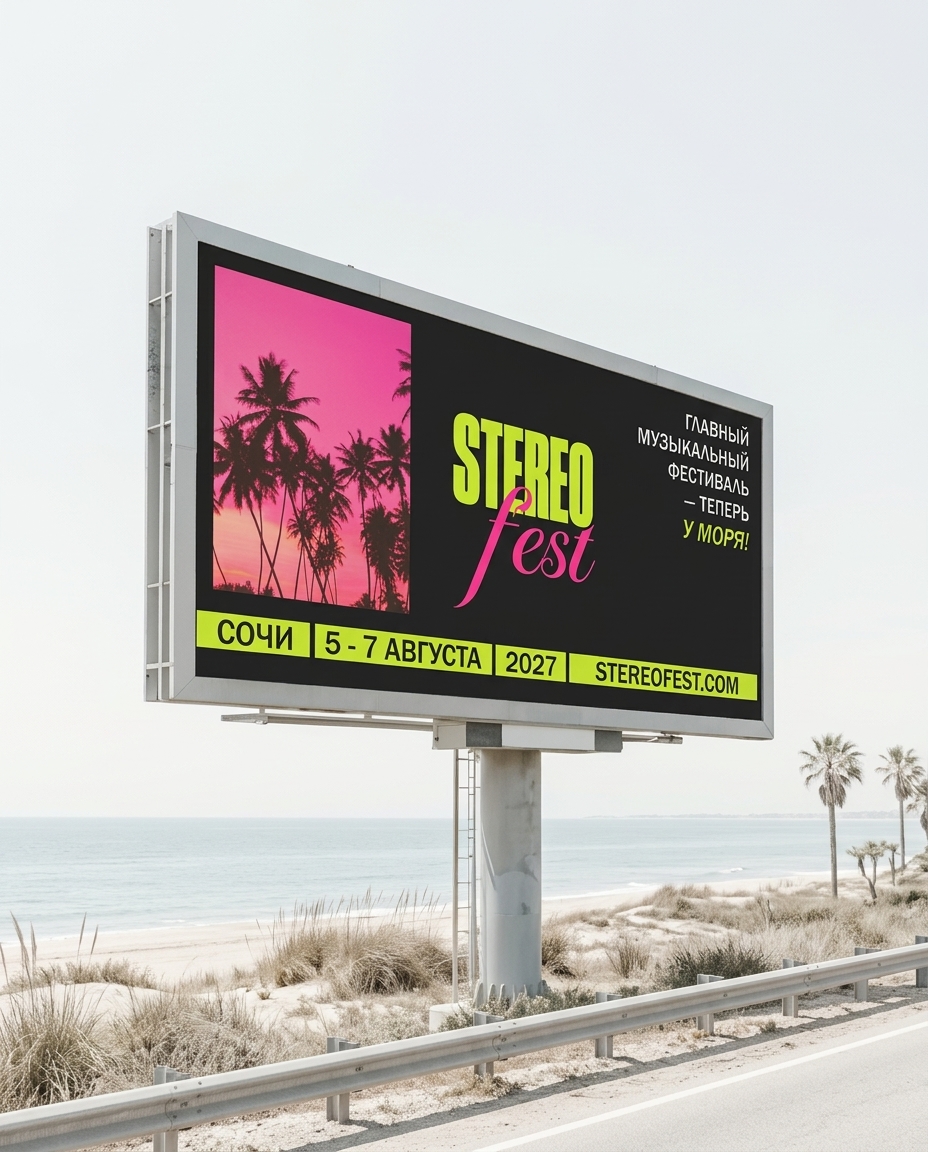 STEREO
fest
ГЛАВНЫЙ
МУЗЫКАЛЬНЫЙ
ФЕСТИВАЛЬ
– ТЕПЕРЬ
У МОРЯ!
СОЧИ 5 - 7 АВГУСТА 2027 STEREOFEST.COM